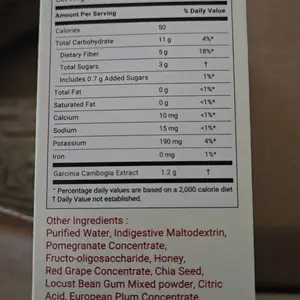 Amount Per Serving % Daily Value
Calories 50
Total Carbohydrate 11 g 4%*
Dietary Fiber 5 g 18%*
Total Sugars 3 g †
Includes 0.7 g Added Sugars 1%*
Total Fat 0 g <1%*
Saturated Fat 0 g <1%*
Calcium 10 mg <1%*
Sodium 15 mg <1%*
Potassium 190 mg 4%*
Iron 0 mg 1%*
Garcinia Cambogia Extract 1.2 g †
* Percentage daily values are based on a 2,000 calorie diet
† Daily Value not established.
Other Ingredients :
Purified Water, Indigestive Maltodextrin,
Pomegranate Concentrate,
Fructo-oligosaccharide, Honey,
Red Grape Concentrate, Chia Seed,
Locust Bean Gum Mixed powder, Citric
Acid, European Plum Concentrate,